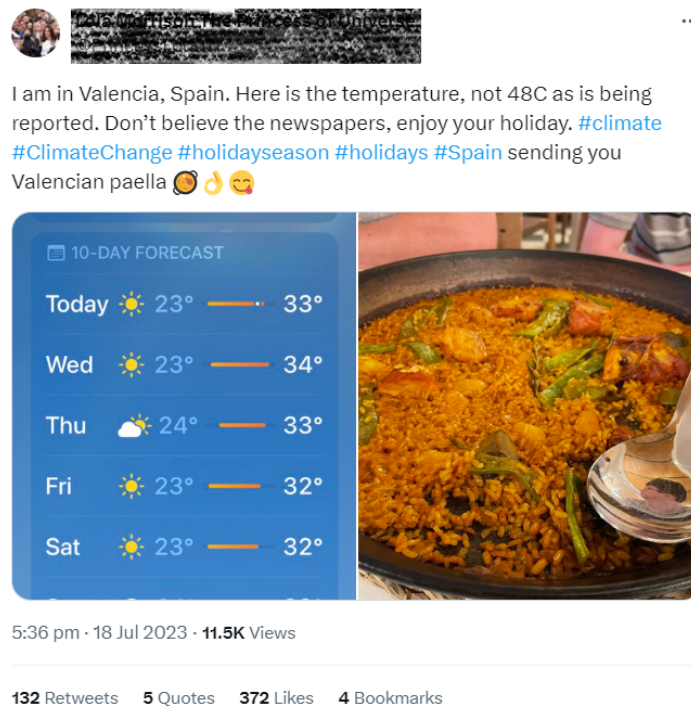 I am in Valencia, Spain. Here is the temperature, not 48C as is being
reported. Don’t believe the newspapers, enjoy your holiday. #climate
#ClimateChange #holidayseason #holidays #Spain sending you
Valencian paella 🥘👌😋
10-DAY FORECAST
Today 23° 33°
Wed 23° 34°
Thu 24° 33°
Fri 23° 32°
Sat 23° 32°
5:36 pm · 18 Jul 2023 · 11.5K Views
132 Retweets 5 Quotes 372 Likes 4 Bookmarks